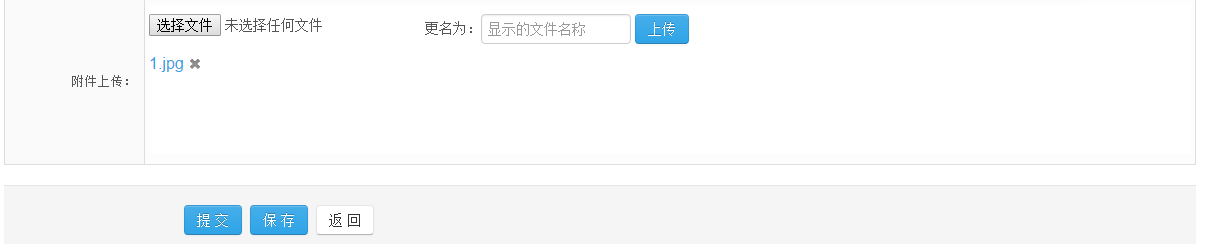 选择文件 未选择任何文件 更名为： 显示的文件名称 上传
1.jpg ✖
附件上传：
提 交 保 存 返 回